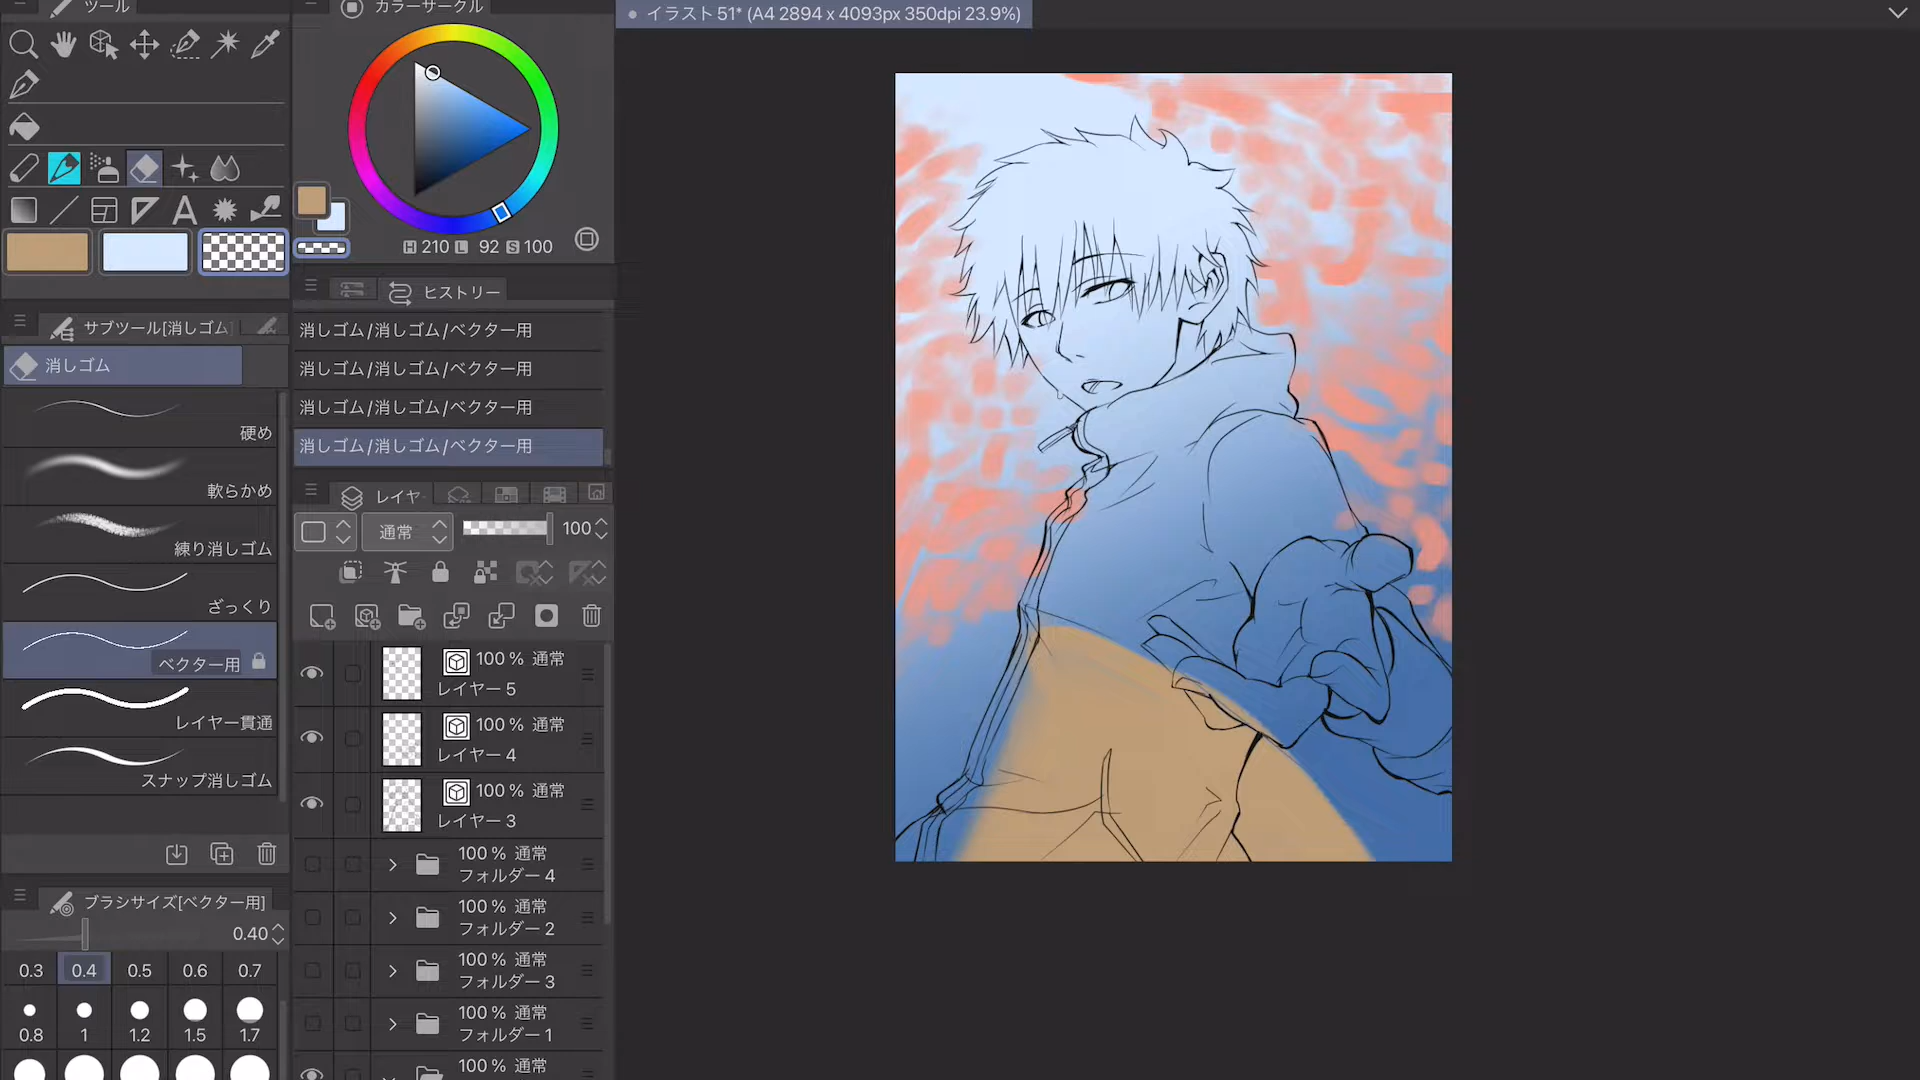 ツール
カラーサークル
イラスト 51* (A4 2894 x 4093px 350dpi 23.9%)
H 210 L 92 S 100
ヒストリー
消しゴム/消しゴム/ベクター用
消しゴム/消しゴム/ベクター用
消しゴム/消しゴム/ベクター用
消しゴム/消しゴム/ベクター用
サブツール[消しゴム]
消しゴム
硬め
軟らかめ
練り消しゴム
ざっくり
ベクター用
レイヤー貫通
スナップ消しゴム
ブラシサイズ[ベクター用]
0.40
0.3 0.4 0.5 0.6 0.7
0.8 1 1.2 1.5 1.7
レイヤ
通常 100
100 % 通常
レイヤー 5
100 % 通常
レイヤー 4
100 % 通常
レイヤー 3
100 % 通常
フォルダー 4
100 % 通常
フォルダー 2
100 % 通常
フォルダー 3
100 % 通常
フォルダー 1
100 % 通常